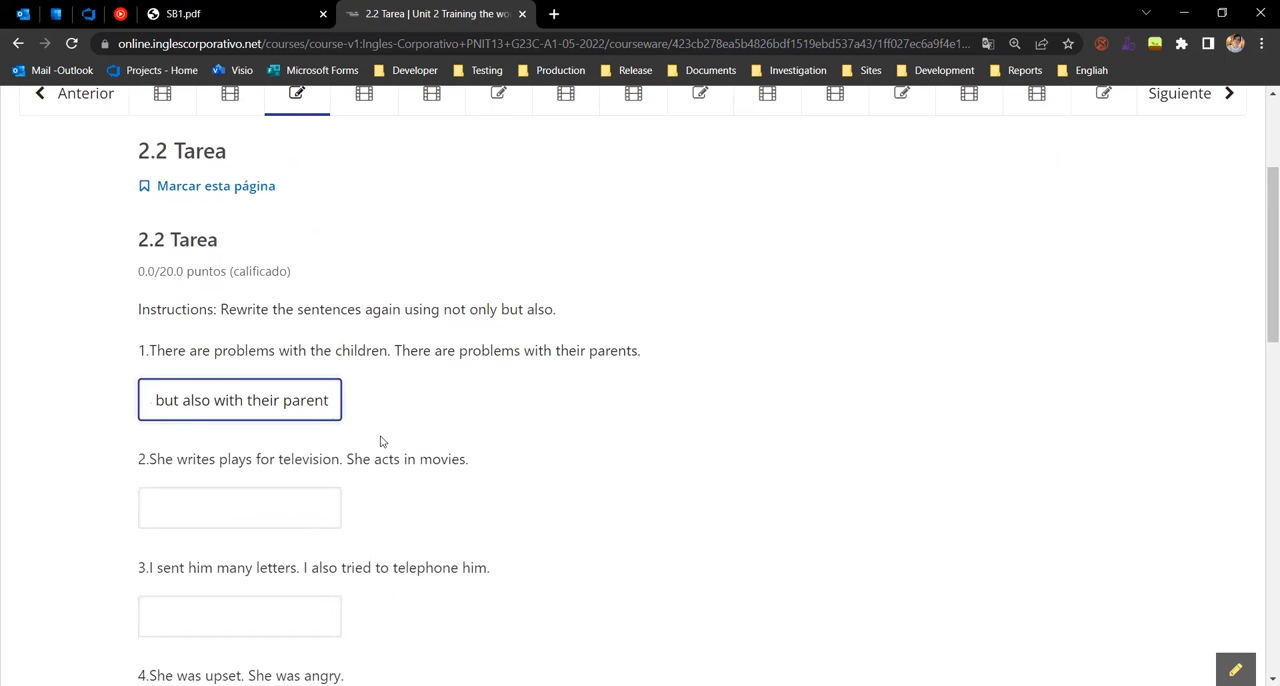 SB1.pdf
2.2 Tarea | Unit 2 Training the wo
online.inglescorporativo.net/courses/course-v1:Ingles-Corporativo+PNIT13+G23C-A1-05-2022/courseware/423cb278ea5b4826bdf1519ebd537a43/1ff027ec6a9f4e1...
Mail -Outlook Projects - Home Visio Microsoft Forms Developer Testing Production Release Documents Investigation Sites Development Reports Engliah
Anterior Siguiente
2.2 Tarea
Marcar esta página
2.2 Tarea
0.0/20.0 puntos (calificado)
Instructions: Rewrite the sentences again using not only but also.
1.There are problems with the children. There are problems with their parents.
but also with their parent
2.She writes plays for television. She acts in movies.
3.I sent him many letters. I also tried to telephone him.
4.She was upset. She was angry.